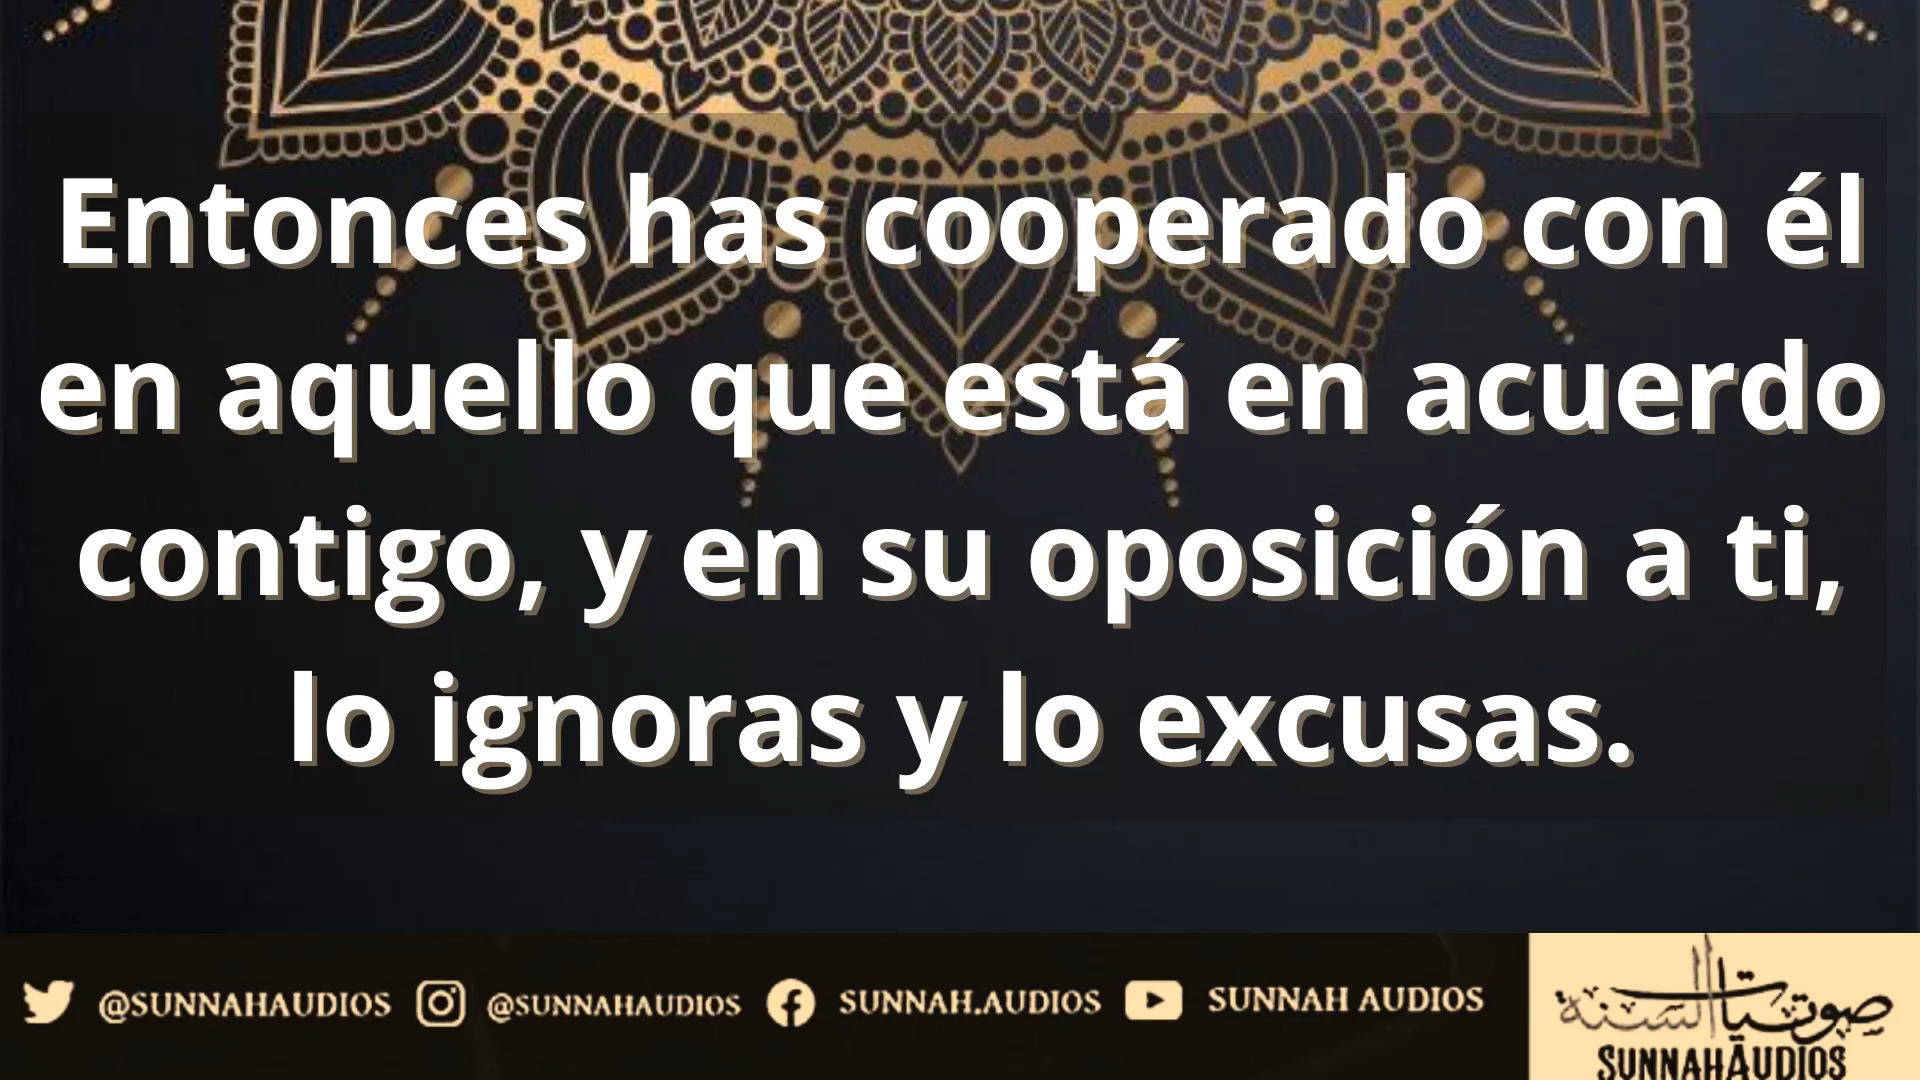 Entonces has cooperado con él
en aquello que está en acuerdo
contigo, y en su oposición a ti,
lo ignoras y lo excusas.
@SUNNAHAUDIOS @SUNNAHAUDIOS SUNNAH.AUDIOS SUNNAH AUDIOS
صوتيات السنة
SUNNAHAUDIOS